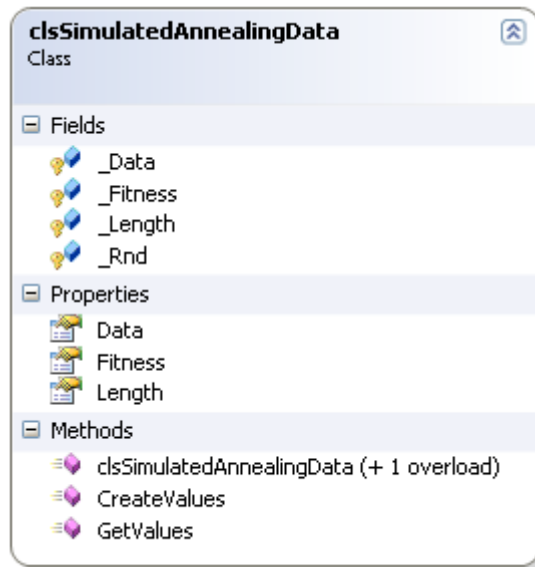 clsSimulatedAnnealingData
Class
Fields
_Data
_Fitness
_Length
_Rnd
Properties
Data
Fitness
Length
Methods
clsSimulatedAnnealingData (+ 1 overload)
CreateValues
GetValues